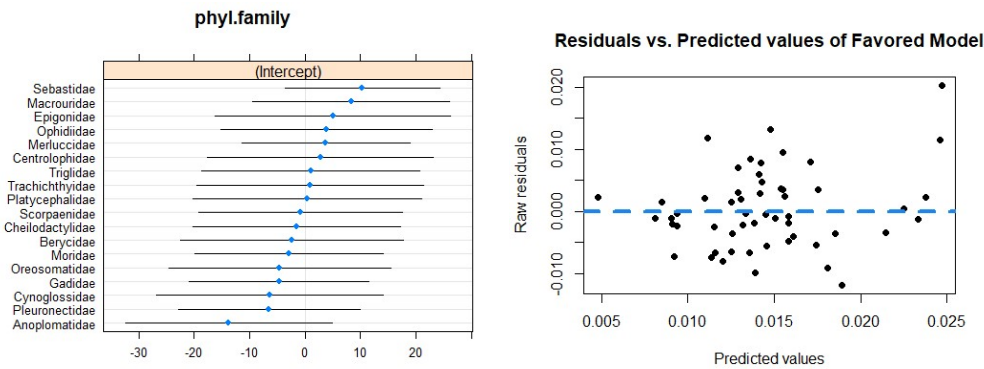 phyl.family
(Intercept)
Sebastidae
Macrouridae
Epigonidae
Ophidiidae
Merlucciidae
Centrolophidae
Triglidae
Trachichthyidae
Platycephalidae
Scorpaenidae
Cheilodactylidae
Berycidae
Moridae
Oreosomatidae
Gadidae
Cynoglossidae
Pleuronectidae
Anoplomatidae
-30 -20 -10 0 10 20
Residuals vs. Predicted values of Favored Model
Raw residuals
0.020
0.010
0.000
-0.010
0.005 0.010 0.015 0.020 0.025
Predicted values